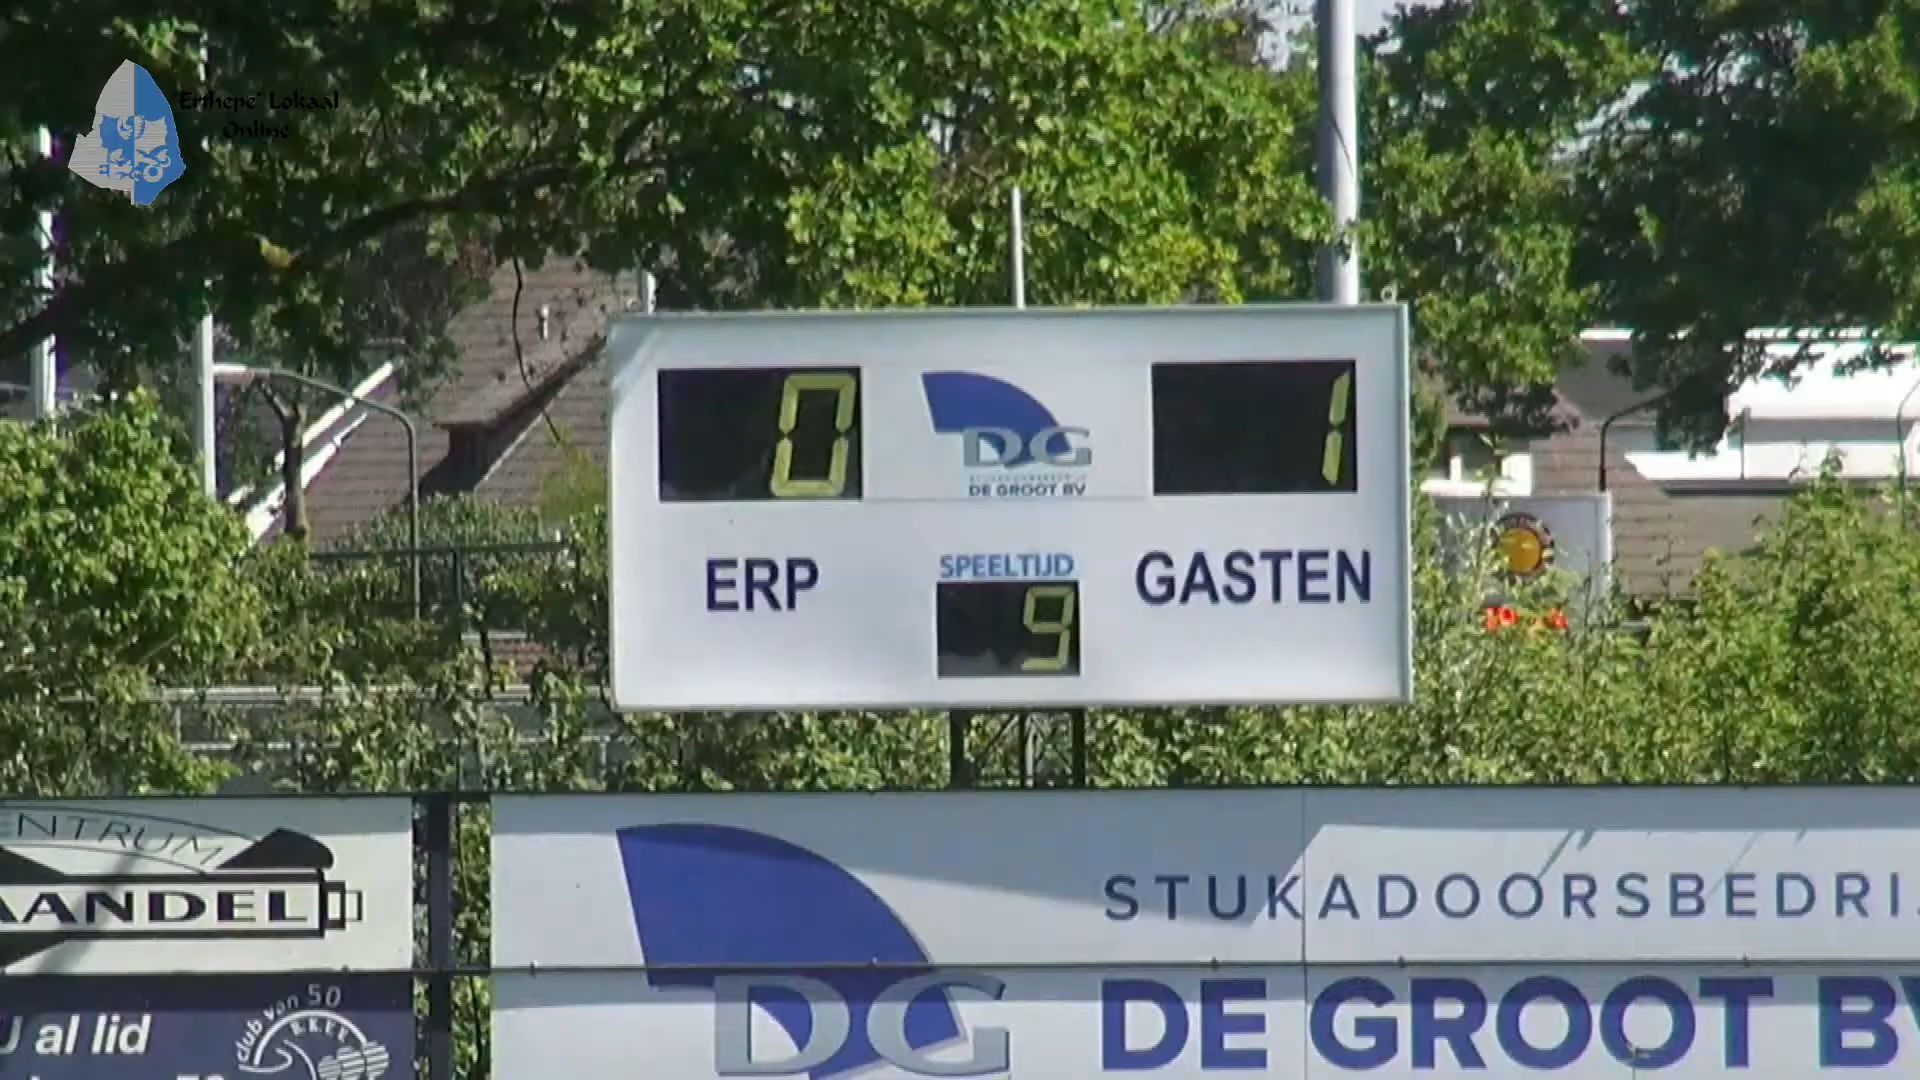 "Erthepe" Lokaal
Online
0
1
DG
DE GROOT BV
ERP
SPEELTIJD
GASTEN
9
ENTRUM
AANDEL
STUKADOORSBEDRI
DG DE GROOT BV
club van 50
U al lid